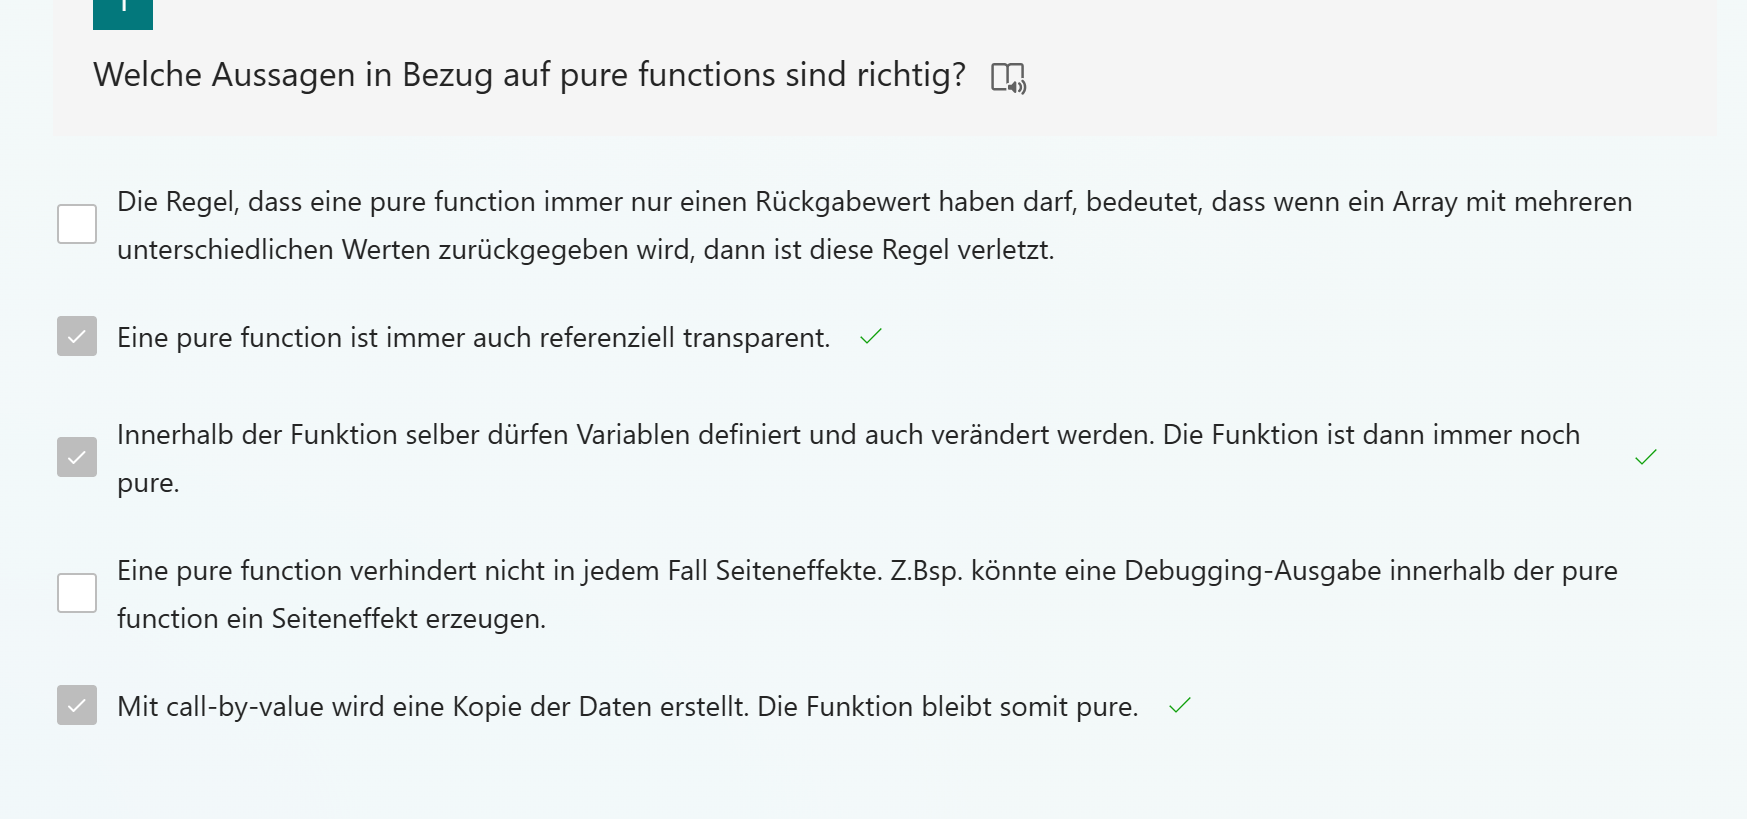 Welche Aussagen in Bezug auf pure functions sind richtig?
Die Regel, dass eine pure function immer nur einen Rückgabewert haben darf, bedeutet, dass wenn ein Array mit mehreren
unterschiedlichen Werten zurückgegeben wird, dann ist diese Regel verletzt.
Eine pure function ist immer auch referenziell transparent.
Innerhalb der Funktion selber dürfen Variablen definiert und auch verändert werden. Die Funktion ist dann immer noch
pure.
Eine pure function verhindert nicht in jedem Fall Seiteneffekte. Z.Bsp. könnte eine Debugging-Ausgabe innerhalb der pure
function ein Seiteneffekt erzeugen.
Mit call-by-value wird eine Kopie der Daten erstellt. Die Funktion bleibt somit pure.